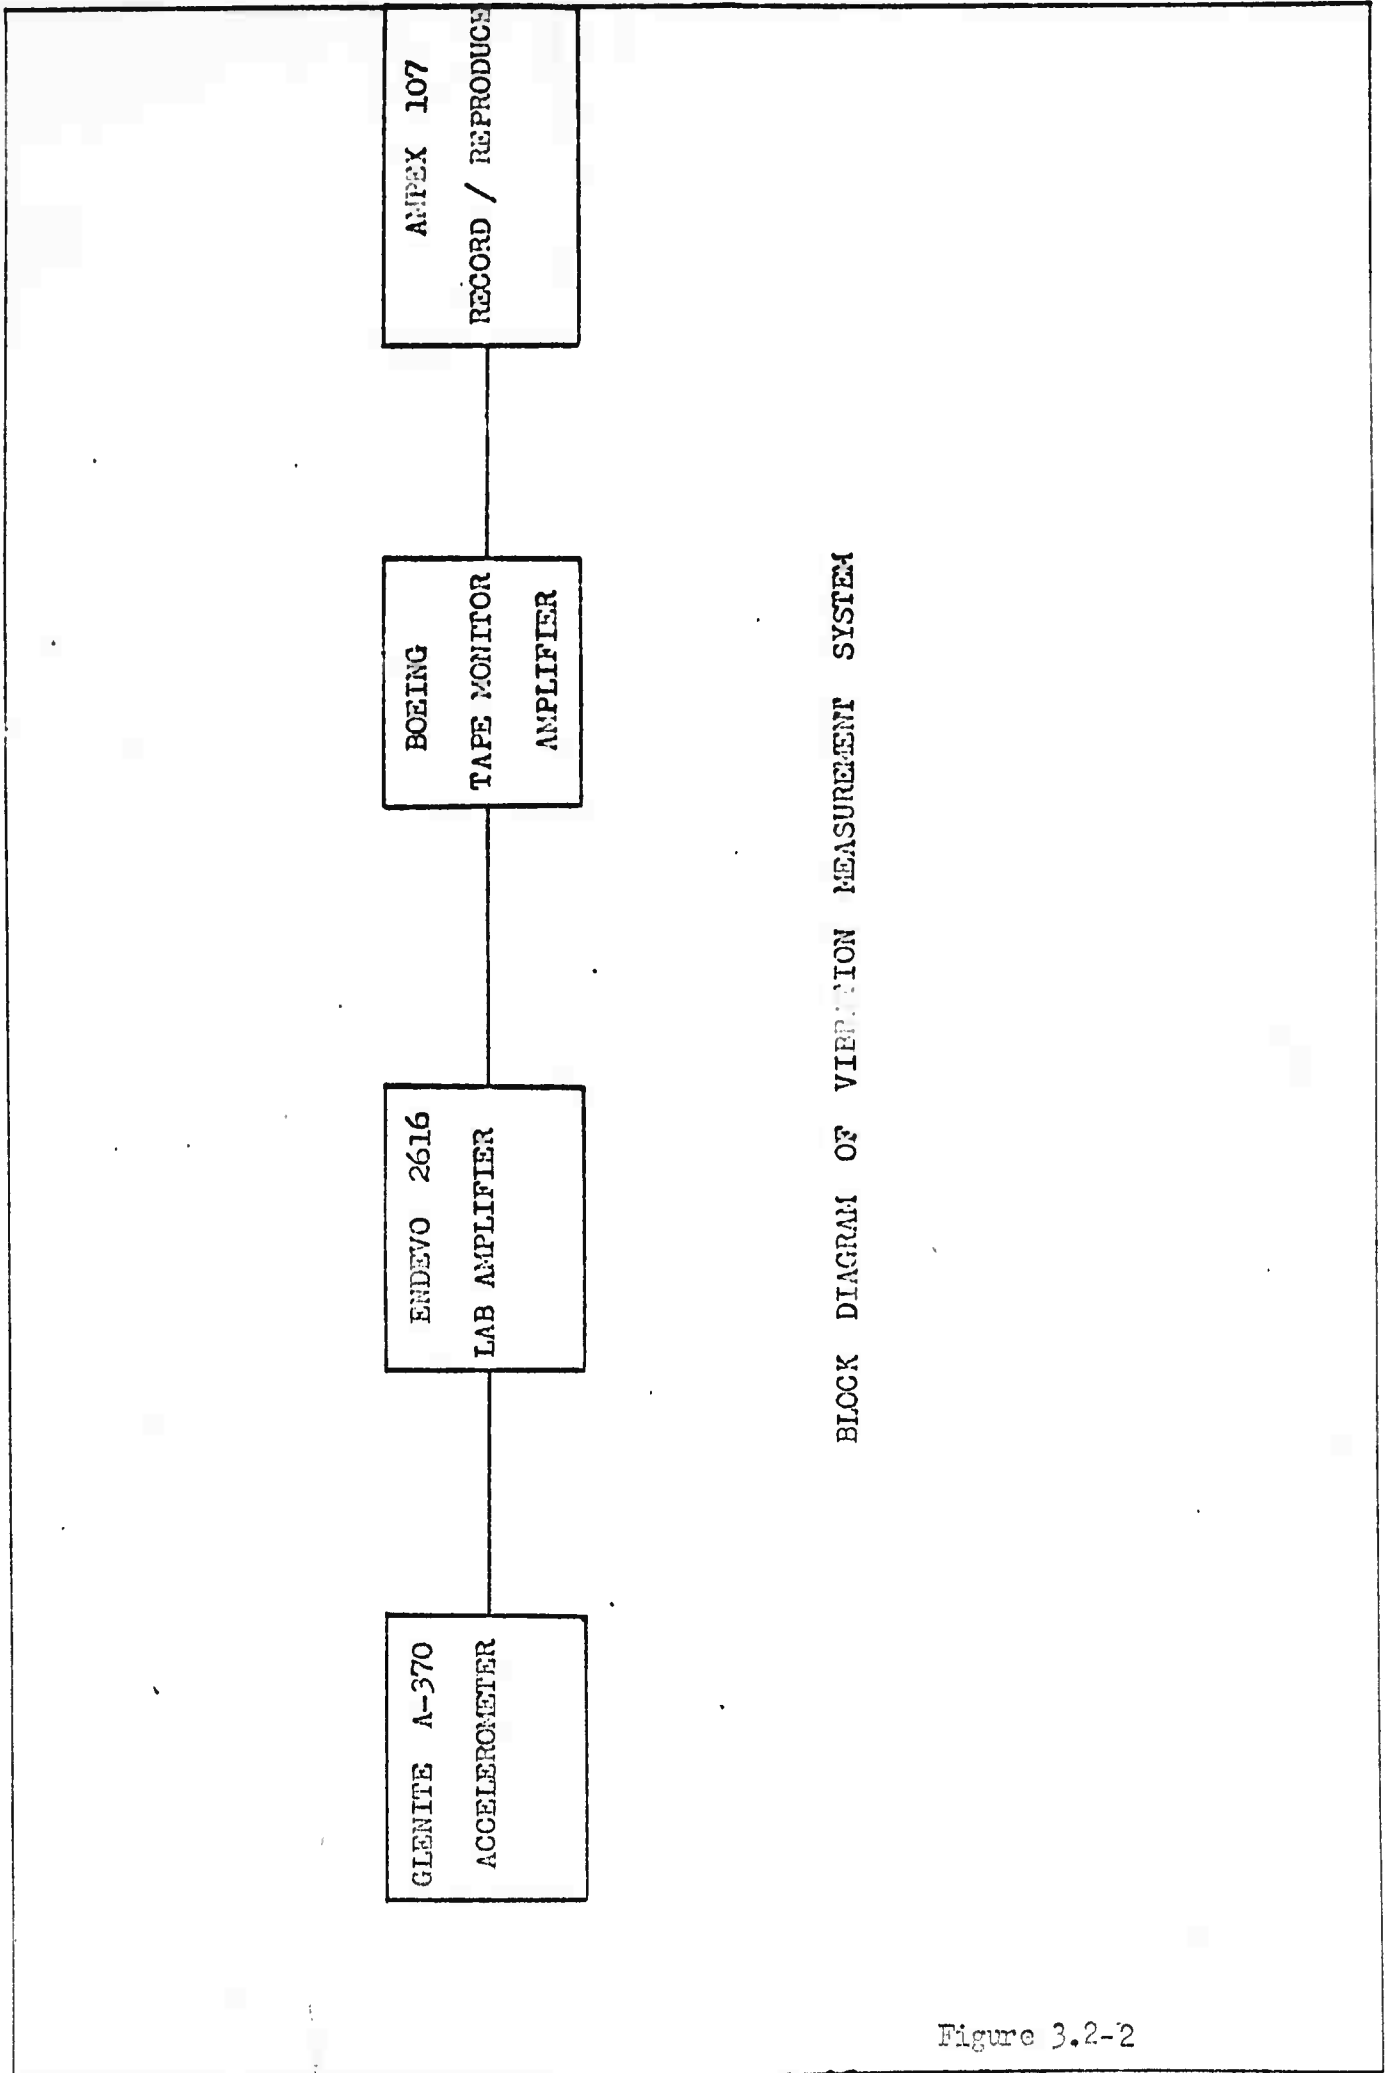 GLENITE A-370
ACCELEROMETER
ENDEVO 2616
LAB AMPLIFIER
BOEING
TAPE MONITOR
AMPLIFIER
AMPEX 107
RECORD / REPRODUCE
BLOCK DIAGRAM OF VIBRATION MEASUREMENT SYSTEM
Figure 3.2-2